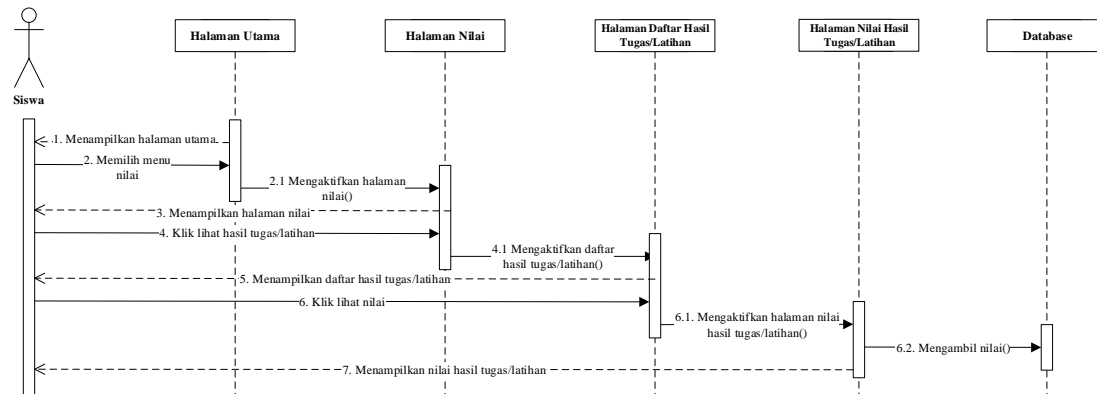 Siswa
Halaman Utama
Halaman Nilai
Halaman Daftar Hasil
Tugas/Latihan
Halaman Nilai Hasil
Tugas/Latihan
Database
1. Menampilkan halaman utama
2. Memilih menu
nilai
2.1 Mengaktifkan halaman
nilai()
3. Menampilkan halaman nilai
4. Klik lihat hasil tugas/latihan
4.1 Mengaktifkan daftar
hasil tugas/latihan()
5. Menampilkan daftar hasil tugas/latihan
6. Klik lihat nilai
6.1. Mengaktifkan halaman nilai
hasil tugas/latihan()
6.2. Mengambil nilai()
7. Menampilkan nilai hasil tugas/latihan